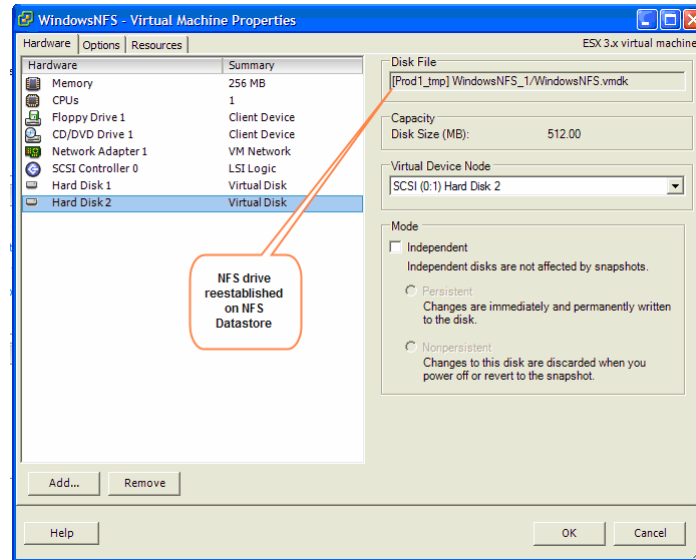 WindowsNFS - Virtual Machine Properties
Hardware
Options
Resources
ESX 3.x virtual machine
Hardware Summary
Memory 256 MB
CPUs 1
Floppy Drive 1 Client Device
CD/DVD Drive 1 Client Device
Network Adapter 1 VM Network
SCSI Controller 0 LSI Logic
Hard Disk 1 Virtual Disk
Hard Disk 2 Virtual Disk
NFS drive
reestablished
on NFS
Datastore
Add...
Remove
Disk File
[Prod1_tmp] WindowsNFS_1/WindowsNFS.vmdk
Capacity
Disk Size (MB): 512.00
Virtual Device Node
SCSI (0:1) Hard Disk 2
Mode
Independent
Independent disks are not affected by snapshots.
Persistent
Changes are immediately and permanently written
to the disk.
Nonpersistent
Changes to this disk are discarded when you
power off or revert to the snapshot.
Help
OK
Cancel